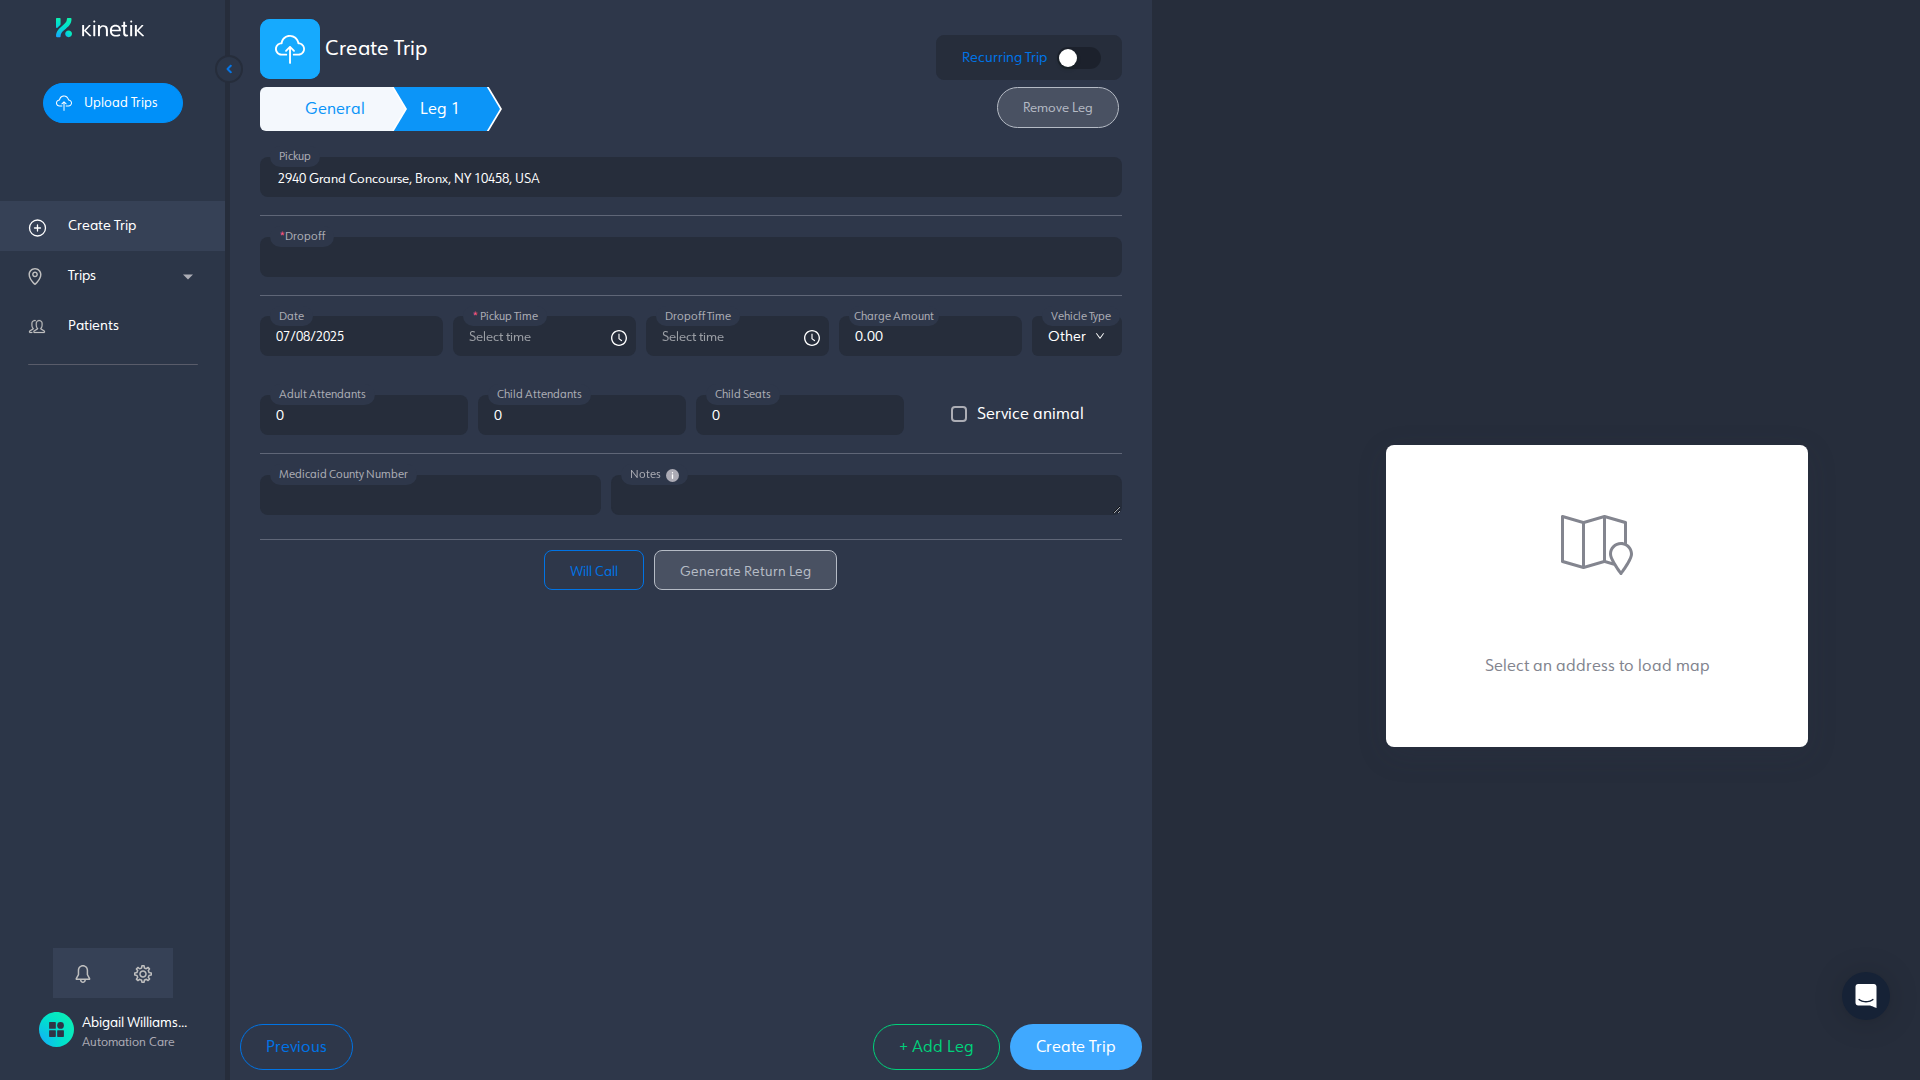 kinetik
Upload Trips
Create Trip
Trips
Patients
Abigail Williams...
Automation Care
Create Trip
Recurring Trip
General
Leg 1
Remove Leg
Pickup
2940 Grand Concourse, Bronx, NY 10458, USA
*Dropoff
Date
07/08/2025
* Pickup Time
Select time
Dropoff Time
Select time
Charge Amount
0.00
Vehicle Type
Other
Adult Attendants
0
Child Attendants
0
Child Seats
0
Service animal
Medicaid County Number
Notes
Will Call
Generate Return Leg
Previous
+ Add Leg
Create Trip
Select an address to load map